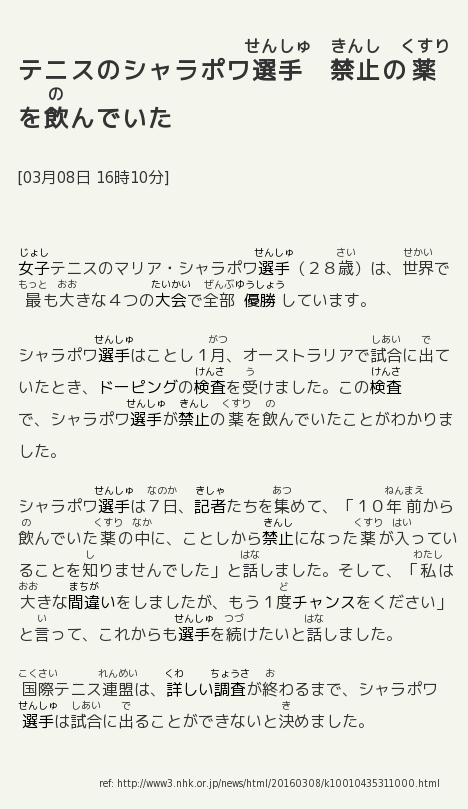 テニスのシャラポワ選手　禁止の薬
を飲んでいた
[03月08日 16時10分]
女子テニスのマリア・シャラポワ選手（２８歳）は、世界で
最も大きな４つの大会で全部優勝しています。
シャラポワ選手はことし１月、オーストラリアで試合に出て
いたとき、ドーピングの検査を受けました。この検査
で、シャラポワ選手が禁止の薬を飲んでいたことがわかりま
した。
シャラポワ選手は７日、記者たちを集めて、「１０年前から
飲んでいた薬の中に、ことしから禁止になった薬が入ってい
ることを知りませんでした」と話しました。そして、「私は
大きな間違いをしましたが、もう１度チャンスをください」
と言って、これからも選手を続けたいと話しました。
国際テニス連盟は、詳しい調査が終わるまで、シャラポワ
選手は試合に出ることができないと決めました。
ref: http://www3.nhk.or.jp/news/html/20160308/k10010435311000.html